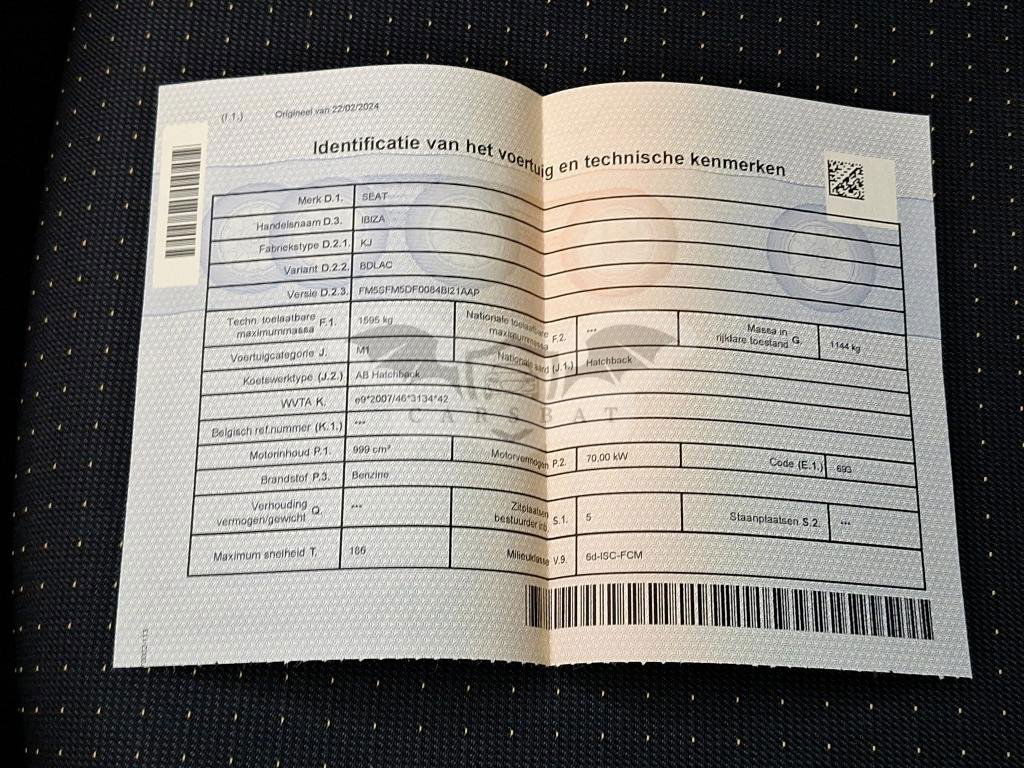 (I.1.) Origineel van 22/02/2024
Identificatie van het voertuig en technische kenmerken
Merk D.1. SEAT
Handelsnaam D.3. IBIZA
Fabriekstype D.2.1. KJ
Variant D.2.2. BDLAC
Versie D.2.3. FM5SFM5DF0084BI21AAP
Techn. toelaatbare maximummassa F.1. 1595 kg Nationale toelaatbare maximummassa F.2. --- Massa in rijklare toestand G. 1144 kg
Voertuigcategorie J. M1 Nationale aard (J.1.) Hatchback
Koetswerktype (J.2.) AB Hatchback
WVTA K. e9*2007/46*3134*42
Belgisch ref.nummer (K.1.) ---
Motorinhoud P.1. 999 cm³ Motorvermogen P.2. 70,00 kW Code (E.1.) 693
Brandstof P.3. Benzine
Verhouding vermogen/gewicht Q. --- Zitplaatsen bestuurder inb. S.1. 5 Staanplaatsen S.2. ---
Maximum snelheid T. 186 Milieuklasse V.9. 6d-ISC-FCM
CARSBAT